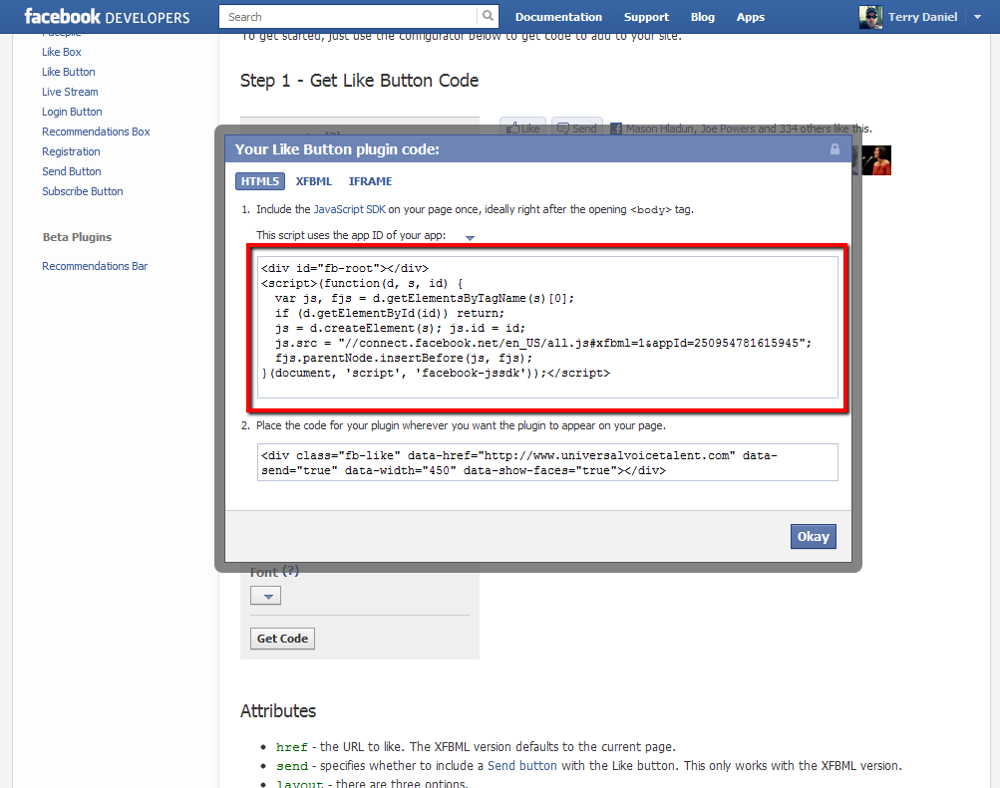 facebook DEVELOPERS
Search
Documentation Support Blog Apps
Terry Daniel
Facepile
Like Box
Like Button
Live Stream
Login Button
Recommendations Box
Registration
Send Button
Subscribe Button
Beta Plugins
Recommendations Bar
To get started, just use the configurator below to get code to add to your site.
Step 1 - Get Like Button Code
Like Send Mason Hladun, Joe Powers and 334 others like this.
Your Like Button plugin code:
HTML5 XFBML IFRAME
1. Include the JavaScript SDK on your page once, ideally right after the opening <body> tag.
This script uses the app ID of your app:
<div id="fb-root"></div>
<script>(function(d, s, id) {
  var js, fjs = d.getElementsByTagName(s)[0];
  if (d.getElementById(id)) return;
  js = d.createElement(s); js.id = id;
  js.src = "//connect.facebook.net/en_US/all.js#xfbml=1&appId=250954781615945";
  fjs.parentNode.insertBefore(js, fjs);
}(document, 'script', 'facebook-jssdk'));</script>
2. Place the code for your plugin wherever you want the plugin to appear on your page.
<div class="fb-like" data-href="http://www.universalvoicetalent.com" data-
send="true" data-width="450" data-show-faces="true"></div>
Okay
Font (?)
Get Code
Attributes
• href - the URL to like. The XFBML version defaults to the current page.
• send - specifies whether to include a Send button with the Like button. This only works with the XFBML version.
• layout - there are three options.